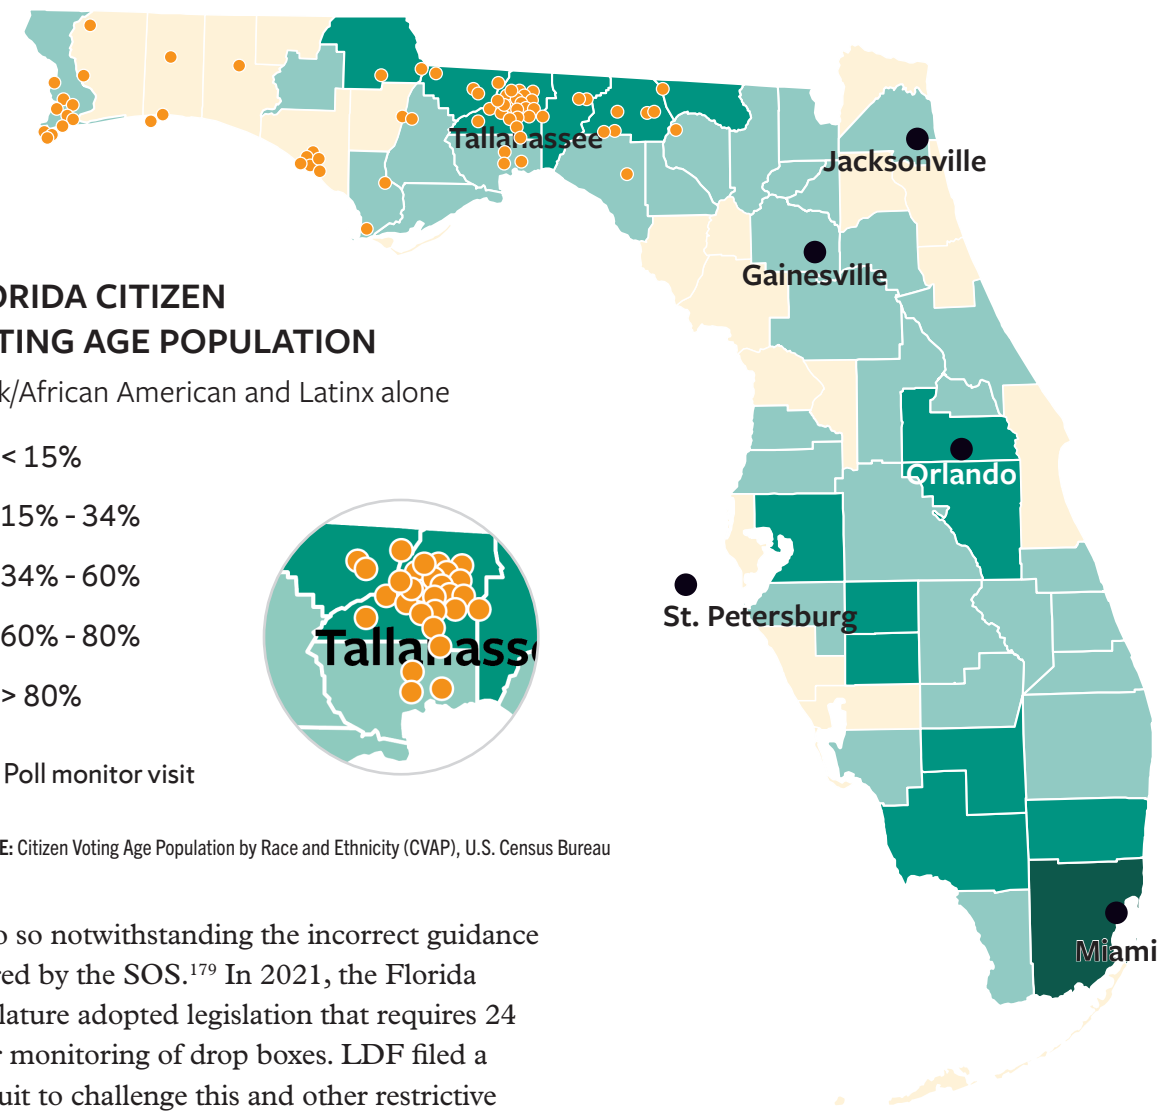 Tallahassee
Jacksonville
Gainesville
ORIDA CITIZEN
TING AGE POPULATION
k/African American and Latinx alone
< 15%
15% - 34%
34% - 60%
60% - 80%
> 80%
Poll monitor visit
Tallahasse
Orlando
St. Petersburg
Miami
E: Citizen Voting Age Population by Race and Ethnicity (CVAP), U.S. Census Bureau
o so notwithstanding the incorrect guidance
red by the SOS.179 In 2021, the Florida
lature adopted legislation that requires 24
r monitoring of drop boxes. LDF filed a
uit to challenge this and other restrictive